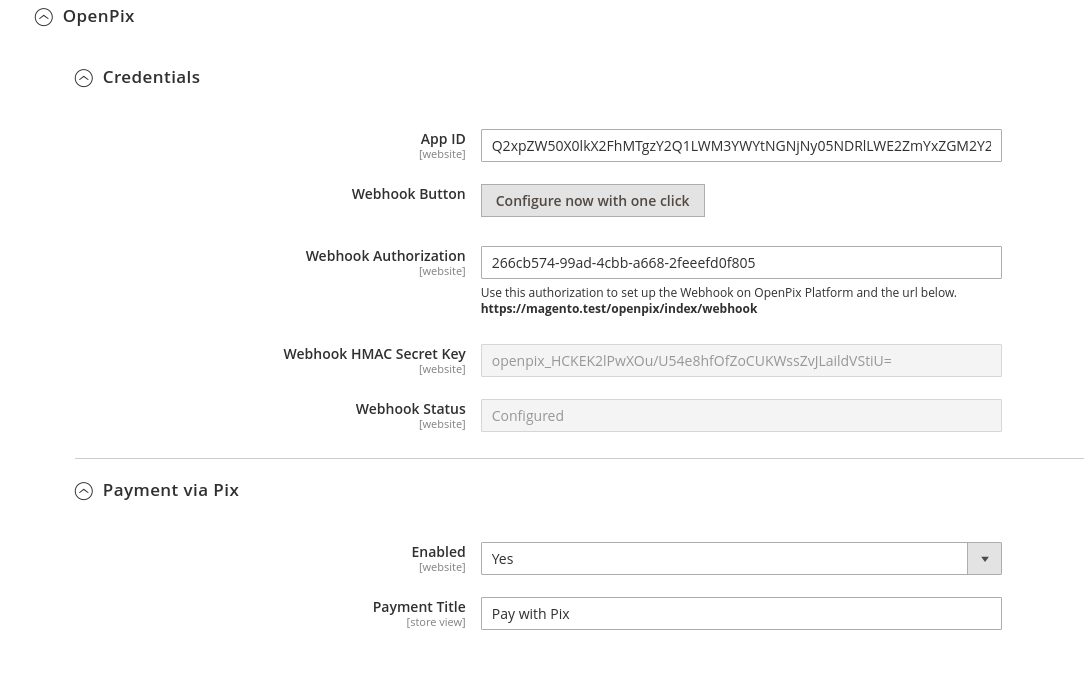 OpenPix
Credentials
App ID
[website]
Q2xpZW50X0lkX2FhMTgzY2Q1LWM3YWYtNGNjNy05NDRlLWE2ZmYxZGM2Y2
Webhook Button
Configure now with one click
Webhook Authorization
[website]
266cb574-99ad-4cbb-a668-2feeefd0f805
Use this authorization to set up the Webhook on OpenPix Platform and the url below.
https://magento.test/openpix/index/webhook
Webhook HMAC Secret Key
[website]
openpix_HCKEK2lPwXOu/U54e8hfOfZoCUKWssZvJLaildVStiU=
Webhook Status
[website]
Configured
Payment via Pix
Enabled
[website]
Yes
Payment Title
[store view]
Pay with Pix